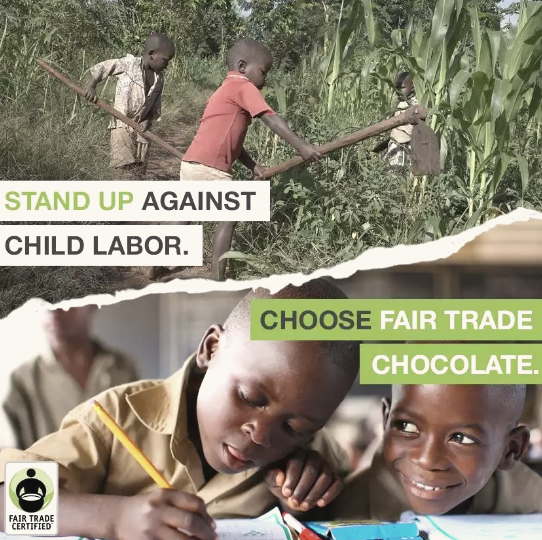 STAND UP AGAINST
CHILD LABOR.
CHOOSE FAIR TRADE
CHOCOLATE.
FAIR TRADE
CERTIFIED